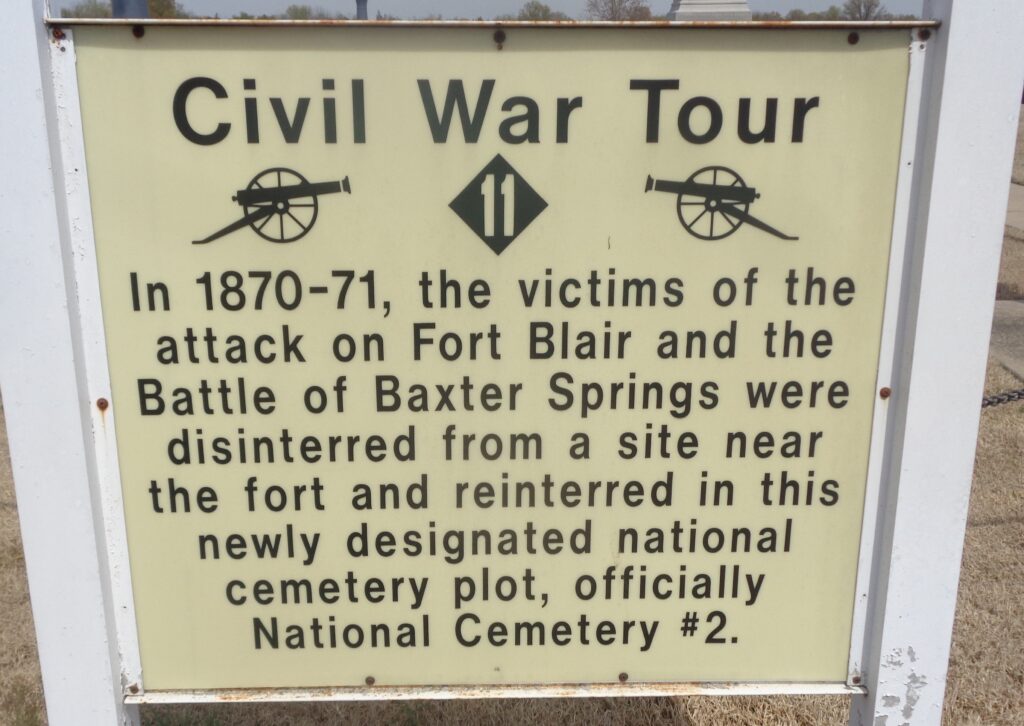 Civil War Tour
11
In 1870-71, the victims of the
attack on Fort Blair and the
Battle of Baxter Springs were
disinterred from a site near
the fort and reinterred in this
newly designated national
cemetery plot, officially
National Cemetery #2.